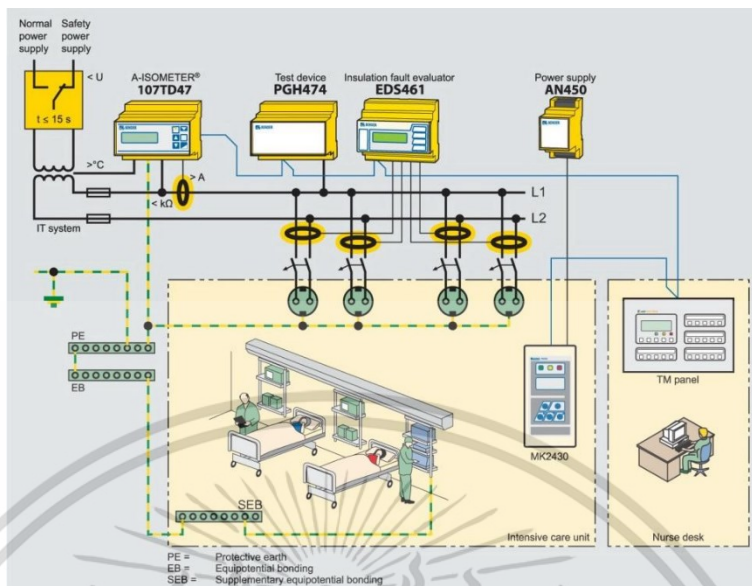 Normal
power
supply
Safety
power
supply
< U
t ≤ 15 s
A-ISOMETER®
107TD47
Test device
PGH474
Insulation fault evaluator
EDS461
Power supply
AN450
>°C
> A
< kΩ
L1
L2
IT system
PE
EB
SEB
MK2430
TM panel
Intensive care unit
Nurse desk
PE = Protective earth
EB = Equipotential bonding
SEB = Supplementary equipotential bonding